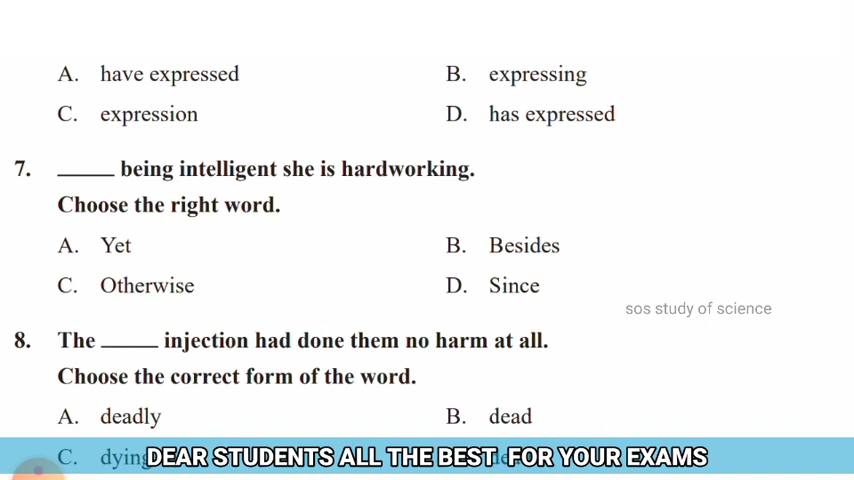 A. have expressed B. expressing
C. expression D. has expressed
7. _____ being intelligent she is hardworking.
Choose the right word.
A. Yet B. Besides
C. Otherwise D. Since
sos study of science
8. The _____ injection had done them no harm at all.
Choose the correct form of the word.
A. deadly B. dead
C. dying
DEAR STUDENTS ALL THE BEST FOR YOUR EXAMS